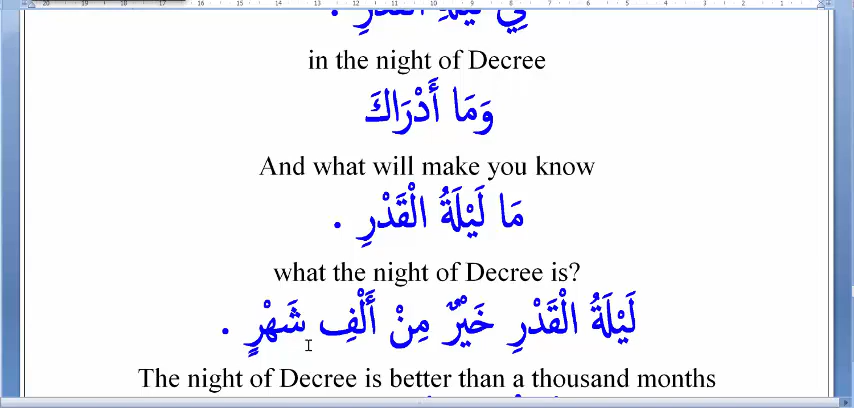 فِي لَيْلَةِ الْقَدْرِ .
in the night of Decree
وَمَا أَدْرَاكَ
And what will make you know
مَا لَيْلَةُ الْقَدْرِ .
what the night of Decree is?
لَيْلَةُ الْقَدْرِ خَيْرٌ مِنْ أَلْفِ شَهْرٍ .
The night of Decree is better than a thousand months